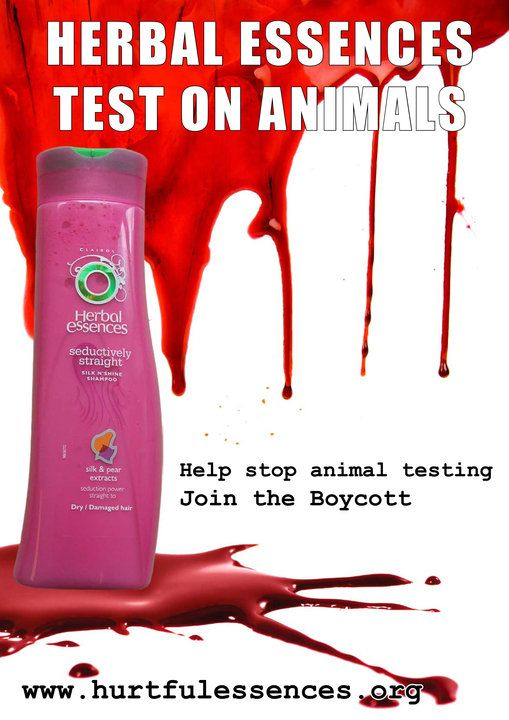 HERBAL ESSENCES
TEST ON ANIMALS
CLAIROL
Herbal
essences
seductively
straight
SILK N'SHINE
SHAMPOO
silk & pear
extracts
seduction power:
straight to
Dry / Damaged hair
Help stop animal testing
Join the Boycott
www.hurtfulessences.org